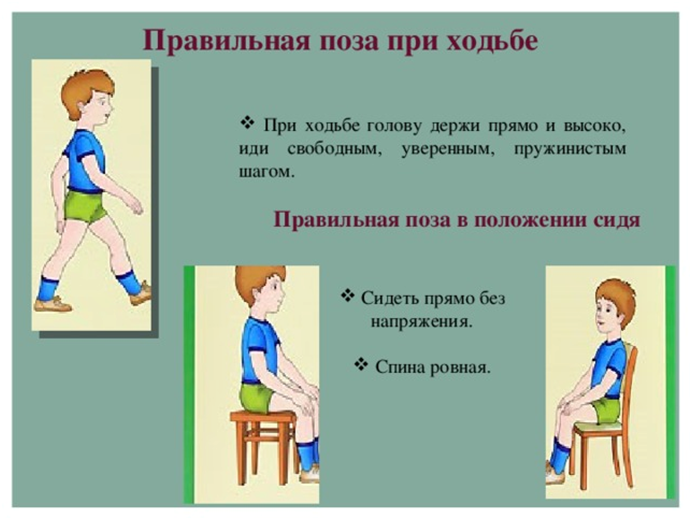 Правильная поза при ходьбе
❖ При ходьбе голову держи прямо и высоко,
иди свободным, уверенным, пружинистым
шагом.
Правильная поза в положении сидя
❖ Сидеть прямо без
напряжения.
❖ Спина ровная.